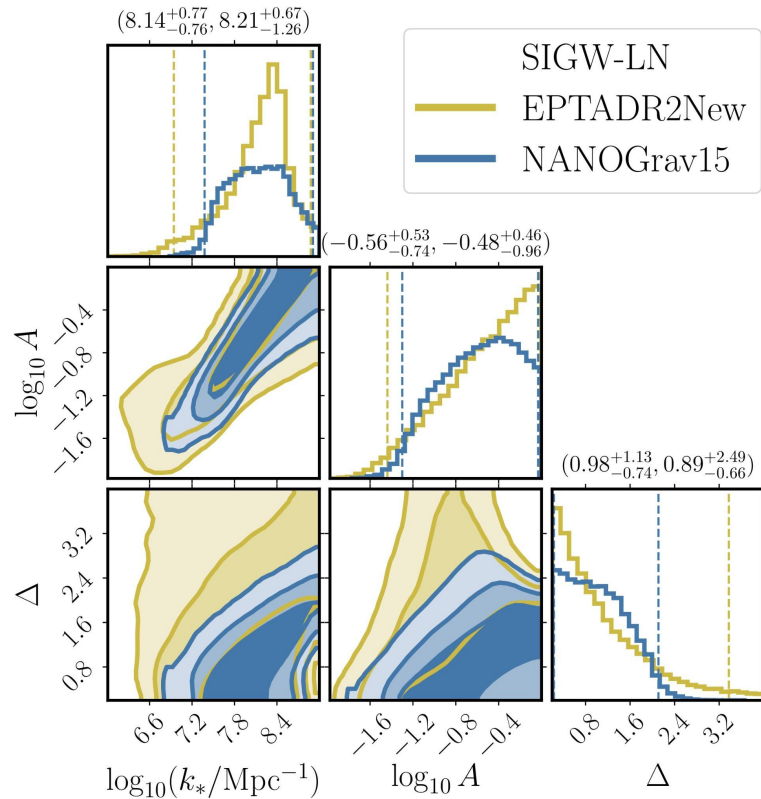 (8.14^{+0.77}_{-0.76}, 8.21^{+0.67}_{-1.26})
SIGW-LN
EPTADR2New
NANOGrav15
(−0.56^{+0.53}_{-0.74}, −0.48^{+0.46}_{-0.96})
log₁₀ A
−0.4
−0.8
−1.2
−1.6
(0.98^{+1.13}_{-0.74}, 0.89^{+2.49}_{-0.66})
Δ
3.2
2.4
1.6
0.8
6.6 7.2 7.8 8.4
−1.6 −1.2 −0.8 −0.4
0.8 1.6 2.4 3.2
log₁₀(k_*/Mpc⁻¹)
log₁₀ A
Δ